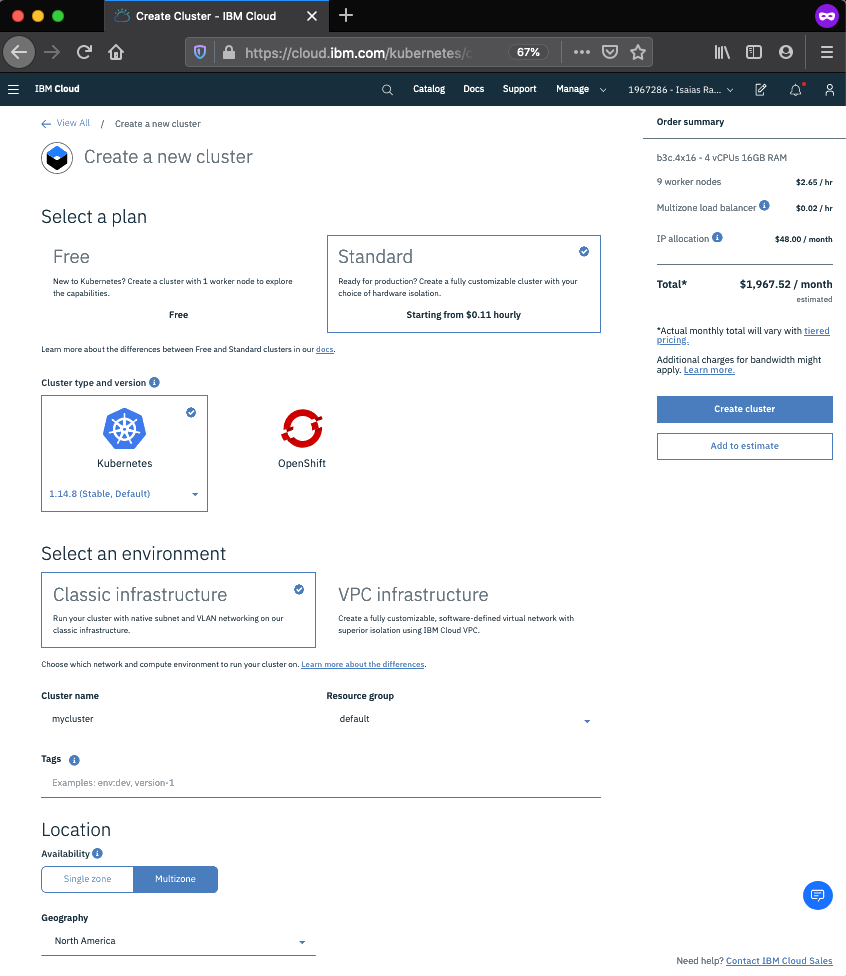 Create Cluster - IBM Cloud
https://cloud.ibm.com/kubernetes/c
67%
IBM Cloud
Catalog
Docs
Support
Manage
1967286 - Isaias Ra...
View All / Create a new cluster
Create a new cluster
Select a plan
Free
New to Kubernetes? Create a cluster with 1 worker node to explore
the capabilities.
Free
Standard
Ready for production? Create a fully customizable cluster with your
choice of hardware isolation.
Starting from $0.11 hourly
Learn more about the differences between Free and Standard clusters in our docs.
Cluster type and version
Kubernetes
1.14.8 (Stable, Default)
OpenShift
Select an environment
Classic infrastructure
Run your cluster with native subnet and VLAN networking on our
classic infrastructure.
VPC infrastructure
Create a fully customizable, software-defined virtual network with
superior isolation using IBM Cloud VPC.
Choose which network and compute environment to run your cluster on. Learn more about the differences.
Cluster name
mycluster
Resource group
default
Tags
Examples: env:dev, version-1
Location
Availability
Single zone
Multizone
Geography
North America
Order summary
b3c.4x16 - 4 vCPUs 16GB RAM
9 worker nodes $2.65 / hr
Multizone load balancer $0.02 / hr
IP allocation $48.00 / month
Total* $1,967.52 / month
estimated
*Actual monthly total will vary with tiered
pricing.
Additional charges for bandwidth might
apply. Learn more.
Create cluster
Add to estimate
Need help? Contact IBM Cloud Sales